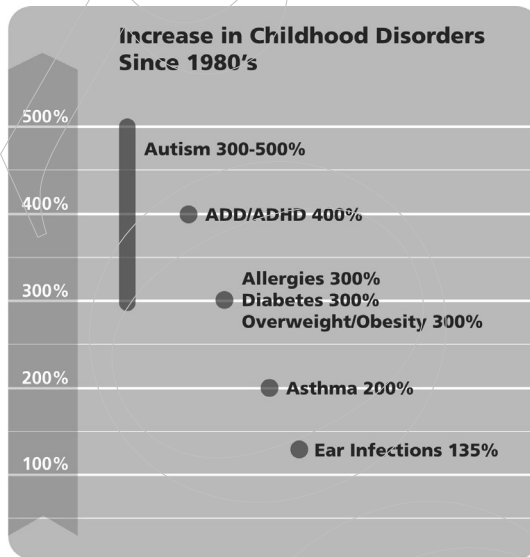 Increase in Childhood Disorders
Since 1980's
500%
Autism 300-500%
400%
ADD/ADHD 400%
Allergies 300%
300%
Diabetes 300%
Overweight/Obesity 300%
200%
Asthma 200%
Ear Infections 135%
100%